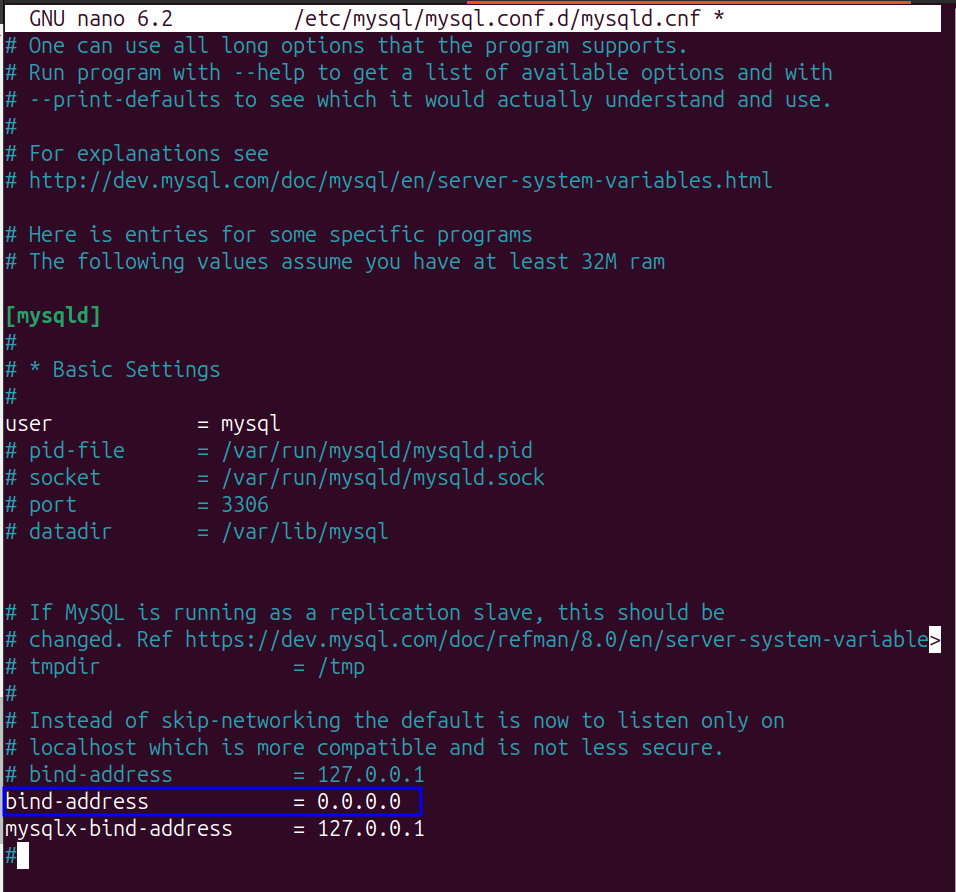 GNU nano 6.2 /etc/mysql/mysql.conf.d/mysqld.cnf *
# One can use all long options that the program supports.
# Run program with --help to get a list of available options and with
# --print-defaults to see which it would actually understand and use.
#
# For explanations see
# http://dev.mysql.com/doc/mysql/en/server-system-variables.html
# Here is entries for some specific programs
# The following values assume you have at least 32M ram
[mysqld]
#
# * Basic Settings
#
user = mysql
# pid-file = /var/run/mysqld/mysqld.pid
# socket = /var/run/mysqld/mysqld.sock
# port = 3306
# datadir = /var/lib/mysql
# If MySQL is running as a replication slave, this should be
# changed. Ref https://dev.mysql.com/doc/refman/8.0/en/server-system-variable>
# tmpdir = /tmp
#
# Instead of skip-networking the default is now to listen only on
# localhost which is more compatible and is not less secure.
# bind-address = 127.0.0.1
bind-address = 0.0.0.0
mysqlx-bind-address = 127.0.0.1
#